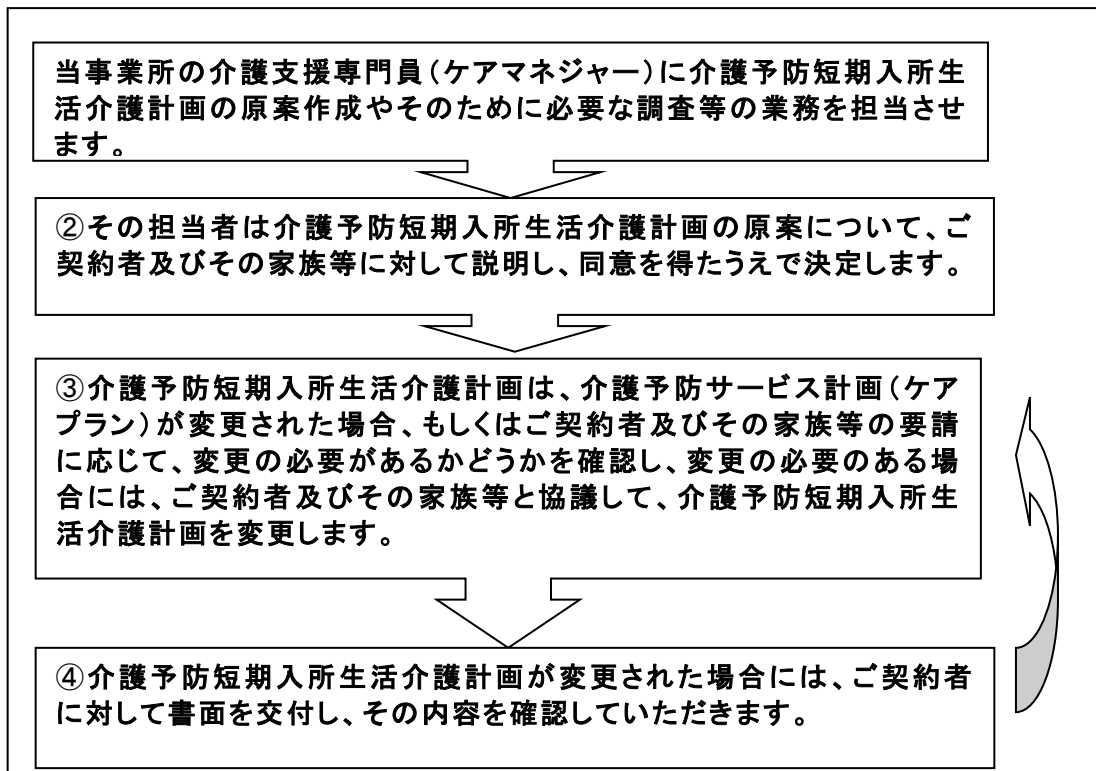 当事業所の介護支援専門員(ケアマネジャー)に介護予防短期入所生
活介護計画の原案作成やそのために必要な調査等の業務を担当させ
ます。
②その担当者は介護予防短期入所生活介護計画の原案について、ご
契約者及びその家族等に対して説明し、同意を得たうえで決定します。
③介護予防短期入所生活介護計画は、介護予防サービス計画(ケア
プラン)が変更された場合、もしくはご契約者及びその家族等の要請
に応じて、変更の必要があるかどうかを確認し、変更の必要のある場
合には、ご契約者及びその家族等と協議して、介護予防短期入所生
活介護計画を変更します。
④介護予防短期入所生活介護計画が変更された場合には、ご契約者
に対して書面を交付し、その内容を確認していただきます。